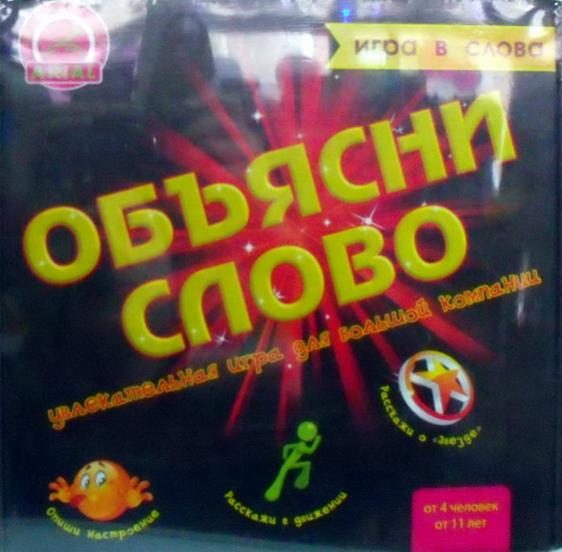 ARIAL
игра в слова
ОБЪЯСНИ
СЛОВО
увлекательная игра для большой компании
Расскажи о «Звезде»
Опиши настроение
Расскажи в движении
от 4 человек
от 11 лет